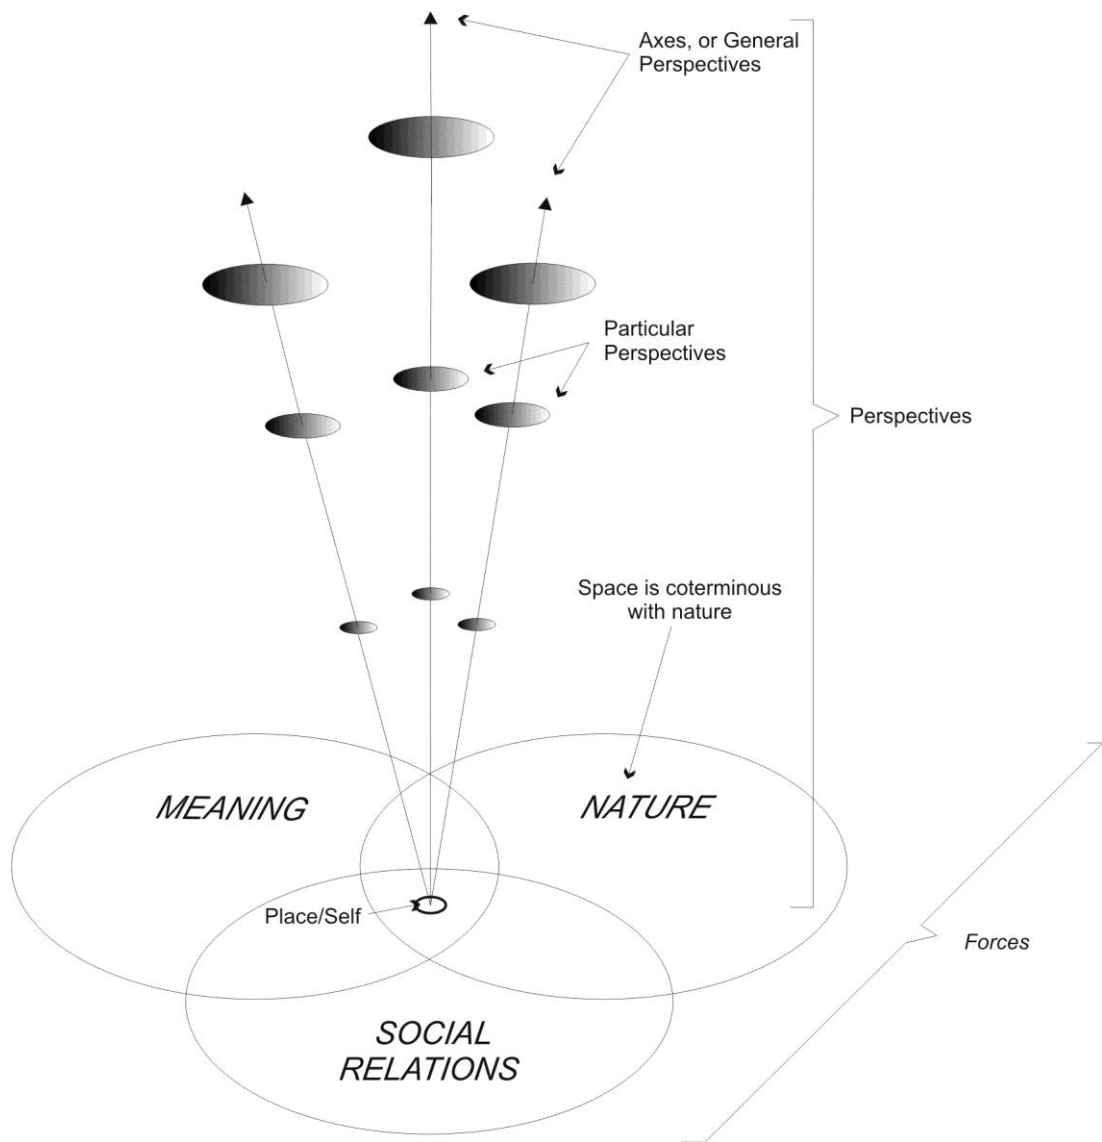 Axes, or General
Perspectives
Particular
Perspectives
Perspectives
Space is coterminous
with nature
MEANING
NATURE
Place/Self
Forces
SOCIAL
RELATIONS